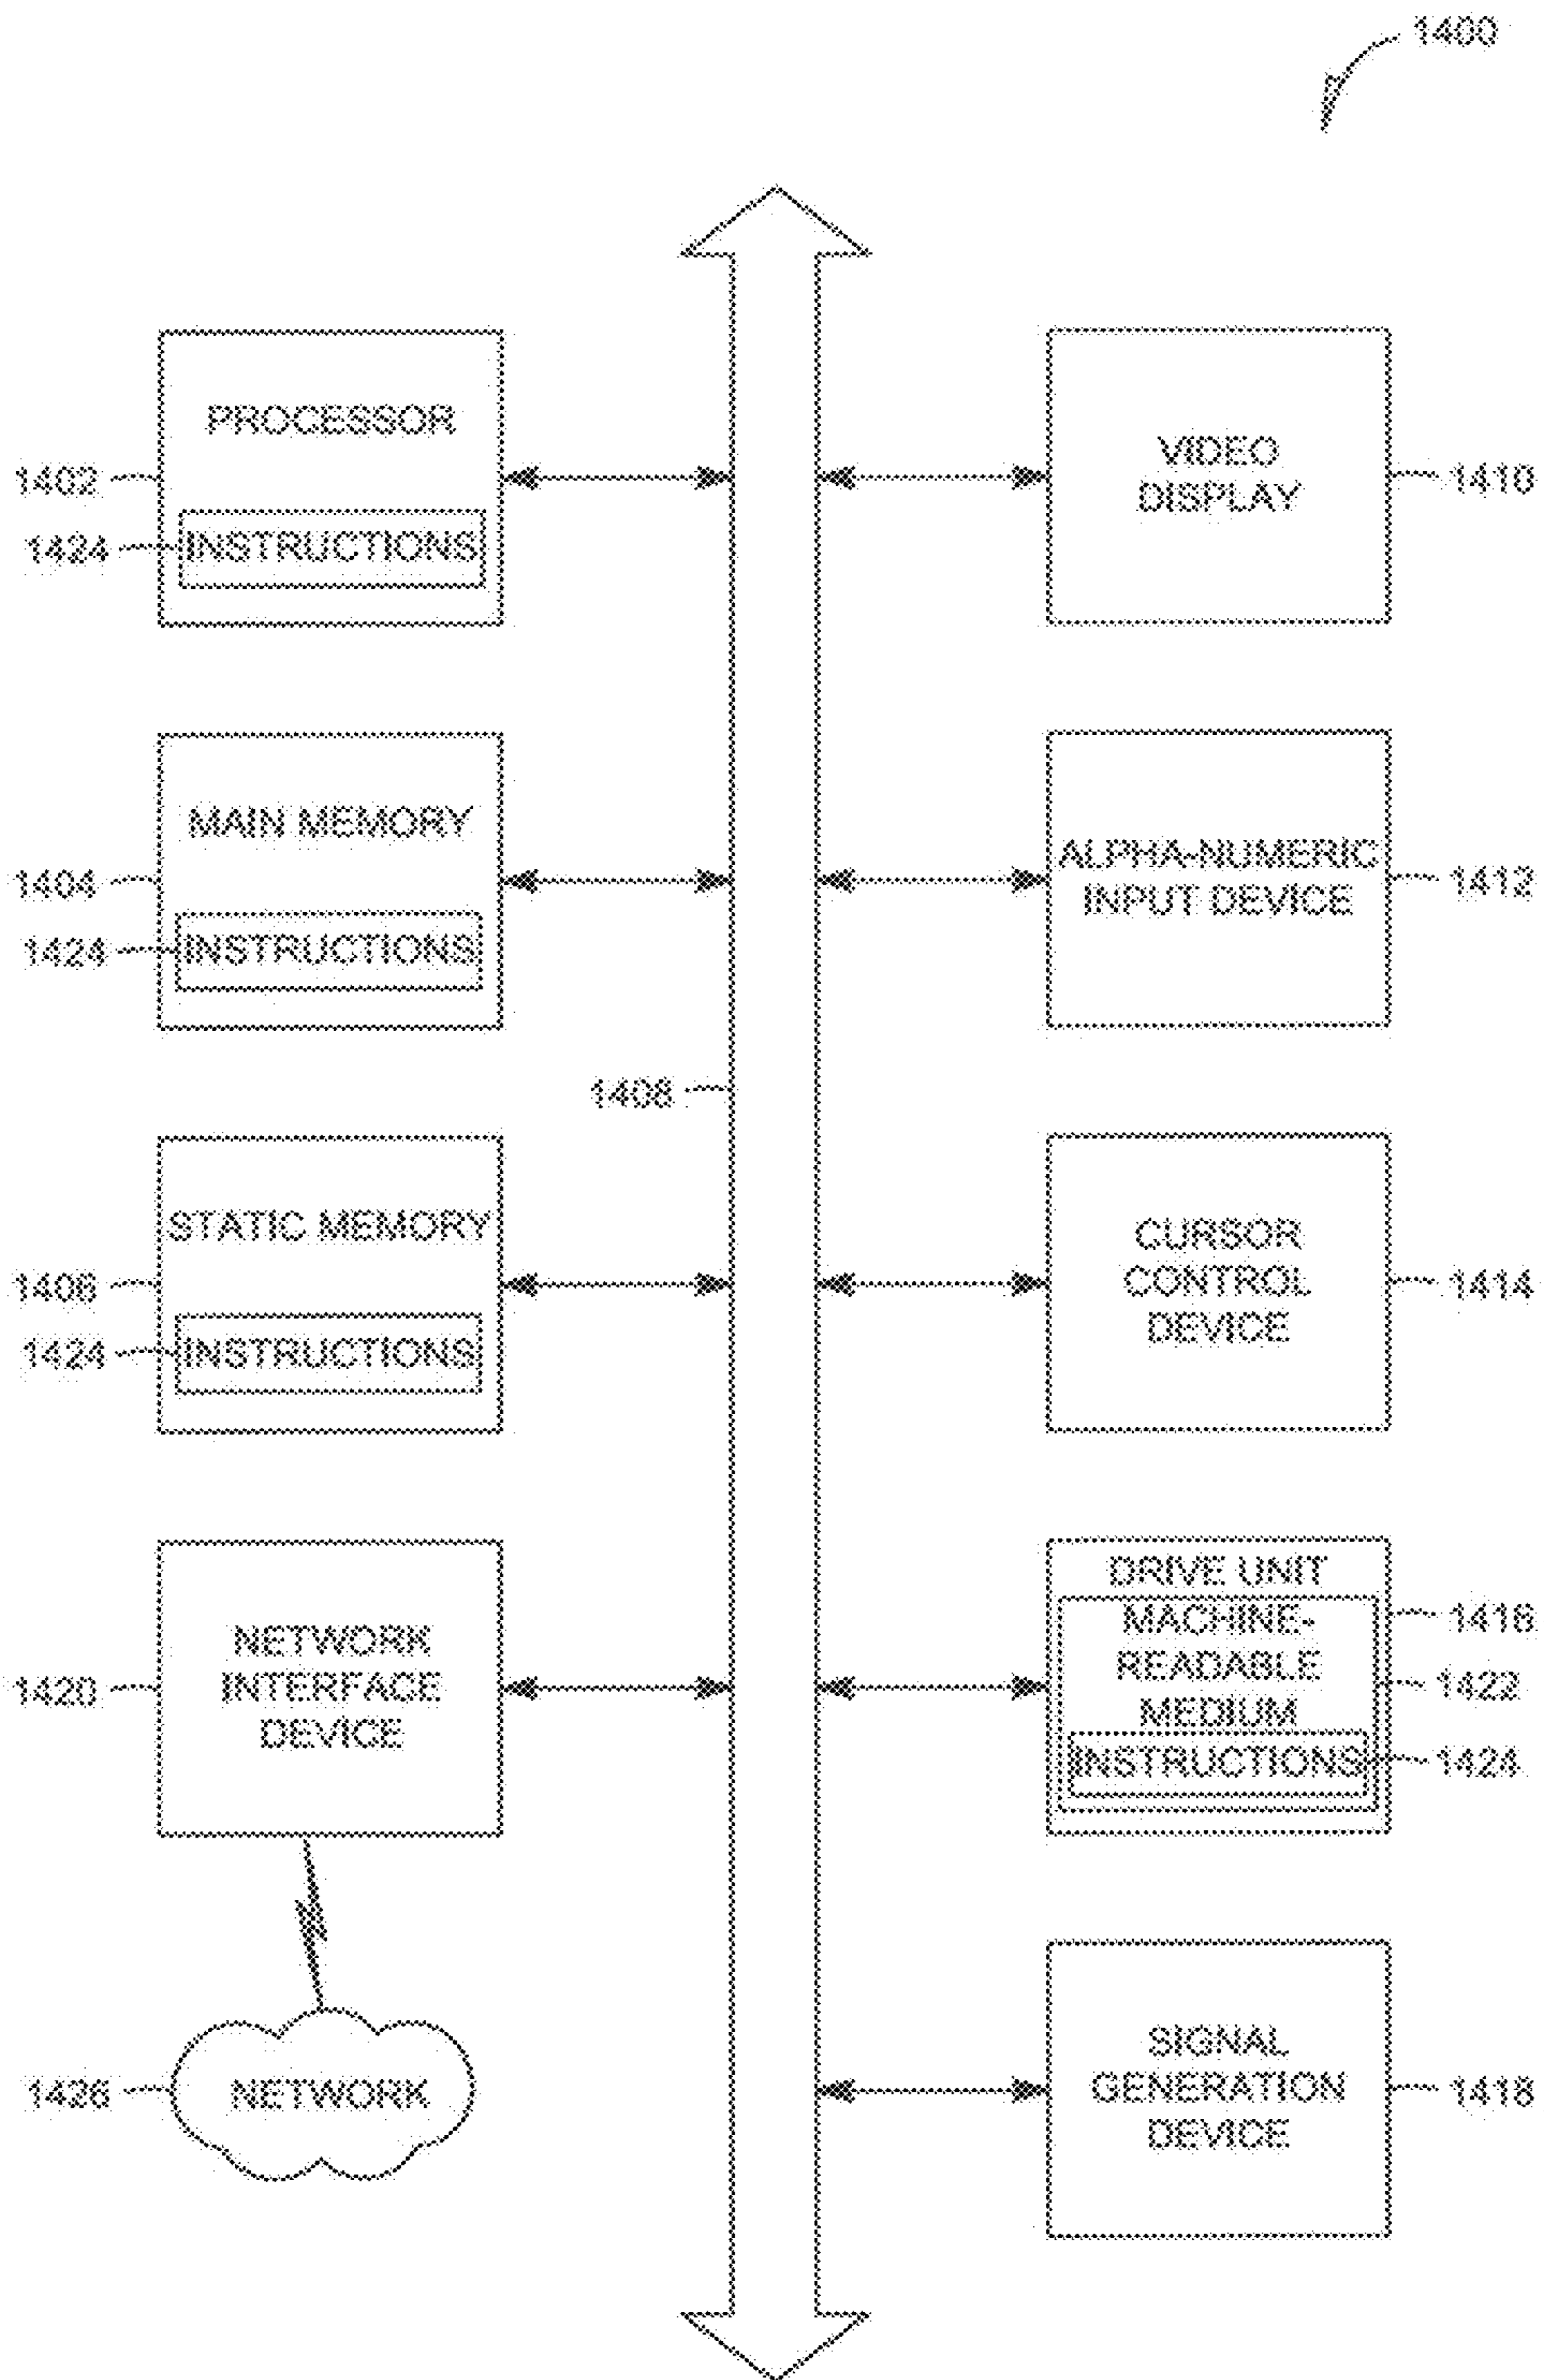 1400
PROCESSOR
1402
1424
INSTRUCTIONS
VIDEO
DISPLAY
1410
MAIN MEMORY
1404
1424
INSTRUCTIONS
ALPHA-NUMERIC
INPUT DEVICE
1412
1408
STATIC MEMORY
1406
1424
INSTRUCTIONS
CURSOR
CONTROL
DEVICE
1414
NETWORK
INTERFACE
DEVICE
1420
DRIVE UNIT
1416
MACHINE-
READABLE
MEDIUM
1422
INSTRUCTIONS
1424
1426
NETWORK
SIGNAL
GENERATION
DEVICE
1418